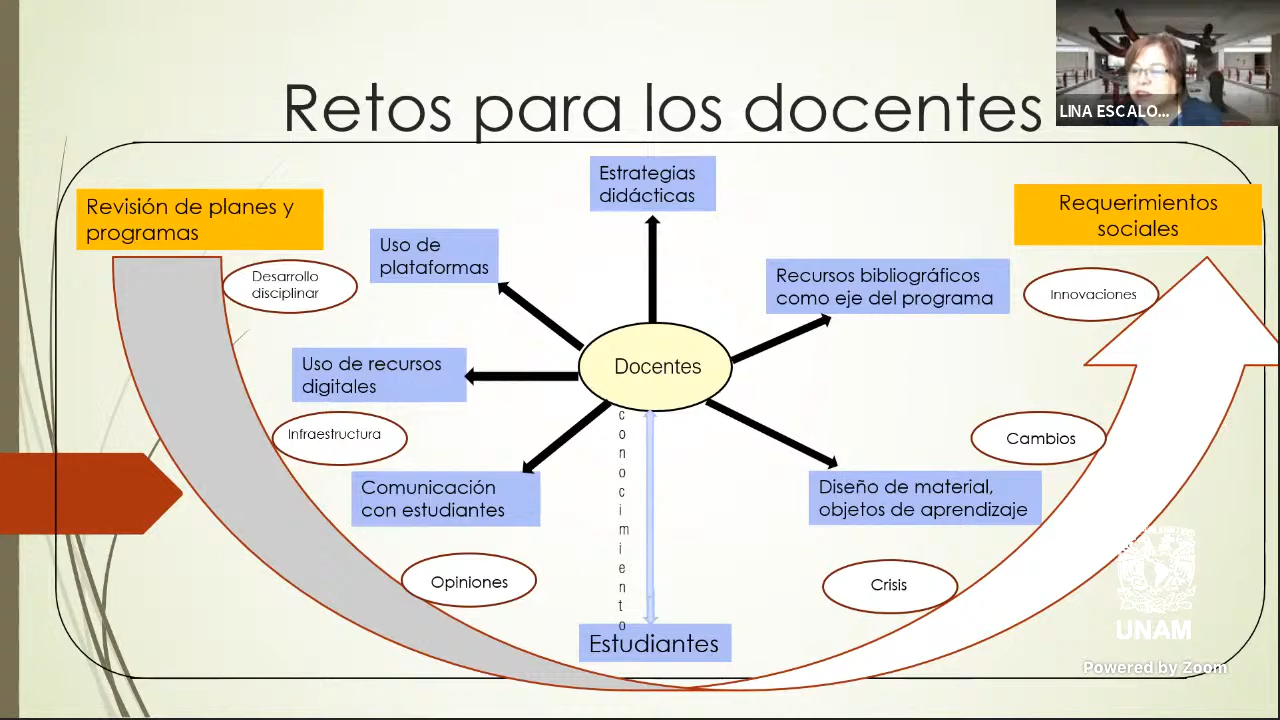 Retos para los docentes
LINA ESCALO...
Estrategias
didácticas
Revisión de planes y
programas
Requerimientos
sociales
Uso de
plataformas
Recursos bibliográficos
como eje del programa
Desarrollo
disciplinar
Innovaciones
Docentes
Uso de recursos
digitales
Infraestructura
Cambios
conocimiento
Comunicación
con estudiantes
Diseño de material,
objetos de aprendizaje
Opiniones
Crisis
Estudiantes
UNAM
Powered by Zoom